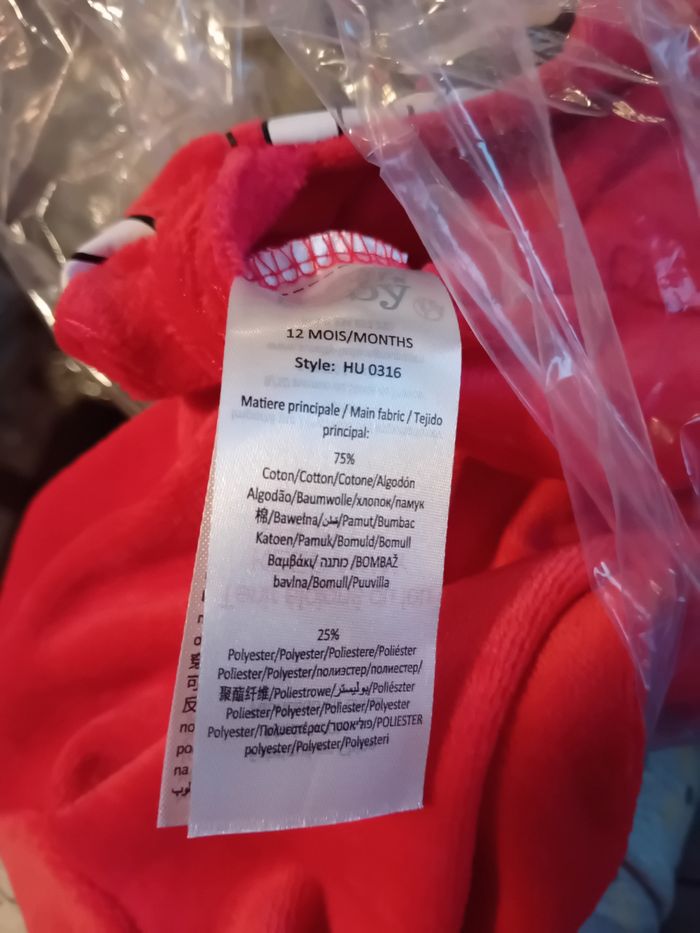 12 MOIS/MONTHS
Style: HU 0316
Matiere principale / Main fabric / Tejido
principal:
75%
Coton/Cotton/Cotone/Algodón
Algodão/Baumwolle/хлопок/памук
棉/Bawełna/قطن/Pamut/Bumbac
Katoen/Pamuk/Bomuld/Bomull
Βαμβάκι/ כותנה /BOMBAŽ
bavlna/Bomull/Puuvilla
25%
Polyester/Polyester/Poliestere/Poliéster
Poliester/Polyester/полиэстер/полиестер/
聚酯纤维/Poliestrowe/بوليستر/Poliészter
Poliester/Polyester/Poliester/Polyester
Polyester/Πολυεστέρας/פוליאסטר/POLIESTER
polyester/Polyester/Polyesteri
可
反